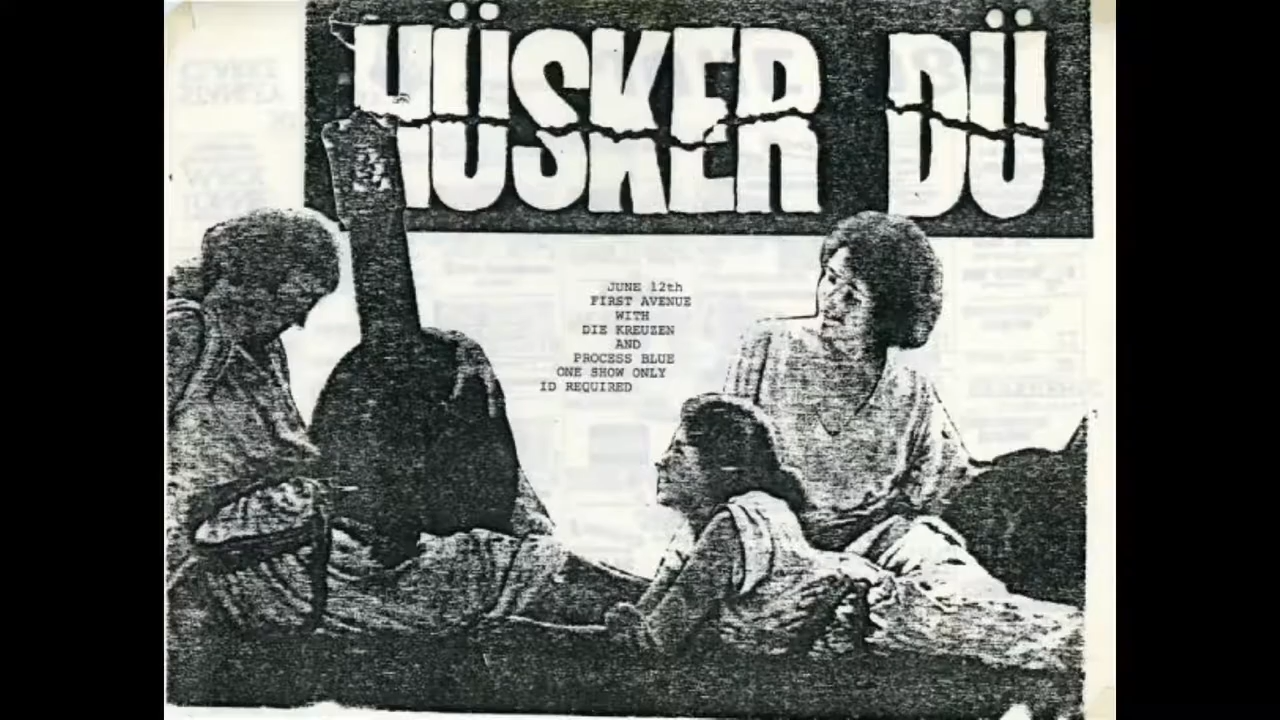 HÜSKER DÜ
JUNE 12th
FIRST AVENUE
WITH
DIE KREUZEN
AND
PROCESS BLUE
ONE SHOW ONLY
ID REQUIRED